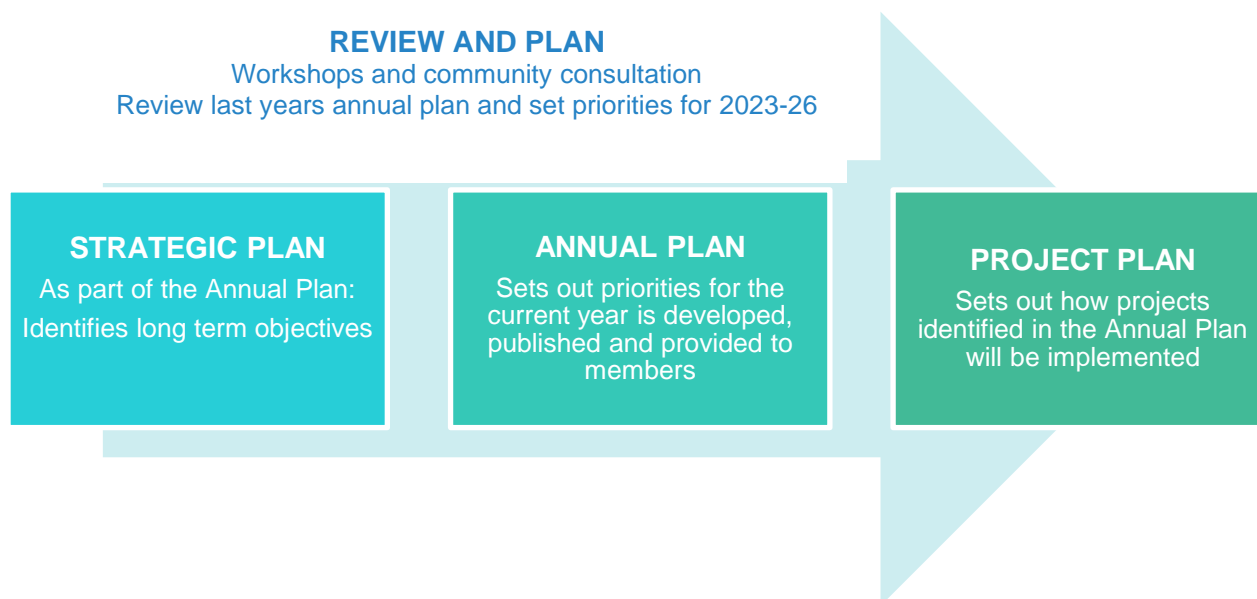 REVIEW AND PLAN
Workshops and community consultation
Review last years annual plan and set priorities for 2023-26
STRATEGIC PLAN
As part of the Annual Plan:
Identifies long term objectives
ANNUAL PLAN
Sets out priorities for the
current year is developed,
published and provided to
members
PROJECT PLAN
Sets out how projects
identified in the Annual Plan
will be implemented